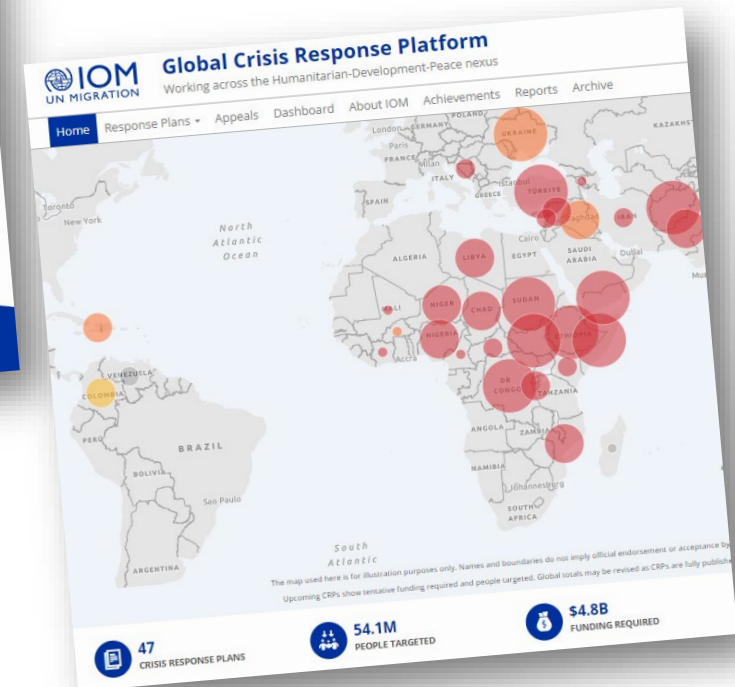 IOM
UN MIGRATION
Global Crisis Response Platform
Working across the Humanitarian-Development-Peace nexus
Home
Response Plans
Appeals
Dashboard
About IOM
Achievements
Reports
Archive
London
GERMANY
POLAND
UKRAINE
KAZAKHS
Paris
FRANCE
Milan
ITALY
Istanbul
GREECE
TÜRKIYE
SPAIN
Toronto
New York
North
Atlantic
Ocean
Baghdad
IRAN
Cairo
ALGERIA
LIBYA
EGYPT
SAUDI
ARABIA
Dubai
Mu
MALI
NIGER
CHAD
SUDAN
NIGERIA
ETHIOPIA
Accra
VENEZUELA
COLOMBIA
DR
CONGO
TANZANIA
PERU
BRAZIL
ANGOLA
ZAMBIA
BOLIVIA
NAMIBIA
Sao Paulo
Johannesburg
SOUTH
AFRICA
South
Atlantic
ARGENTINA
The map used here is for illustration purposes only. Names and boundaries do not imply official endorsement or acceptance by
Upcoming CRPs show tentative funding required and people targeted. Global totals may be revised as CRPs are fully publishe
47
CRISIS RESPONSE PLANS
54.1M
PEOPLE TARGETED
$4.8B
FUNDING REQUIRED